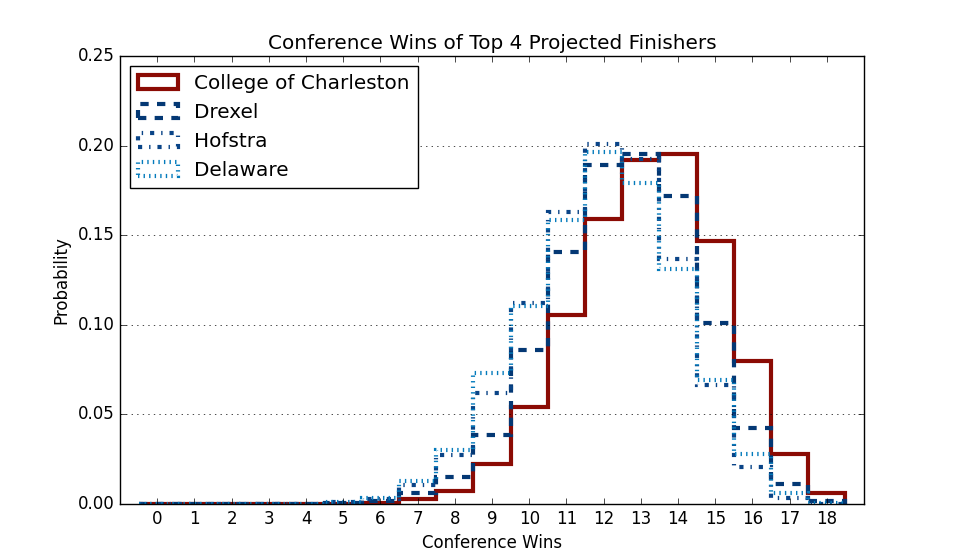 Conference Wins of Top 4 Projected Finishers
0.25
0.20
0.15
0.10
0.05
0.00
Probability
College of Charleston
Drexel
Hofstra
Delaware
0 1 2 3 4 5 6 7 8 9 10 11 12 13 14 15 16 17 18
Conference Wins